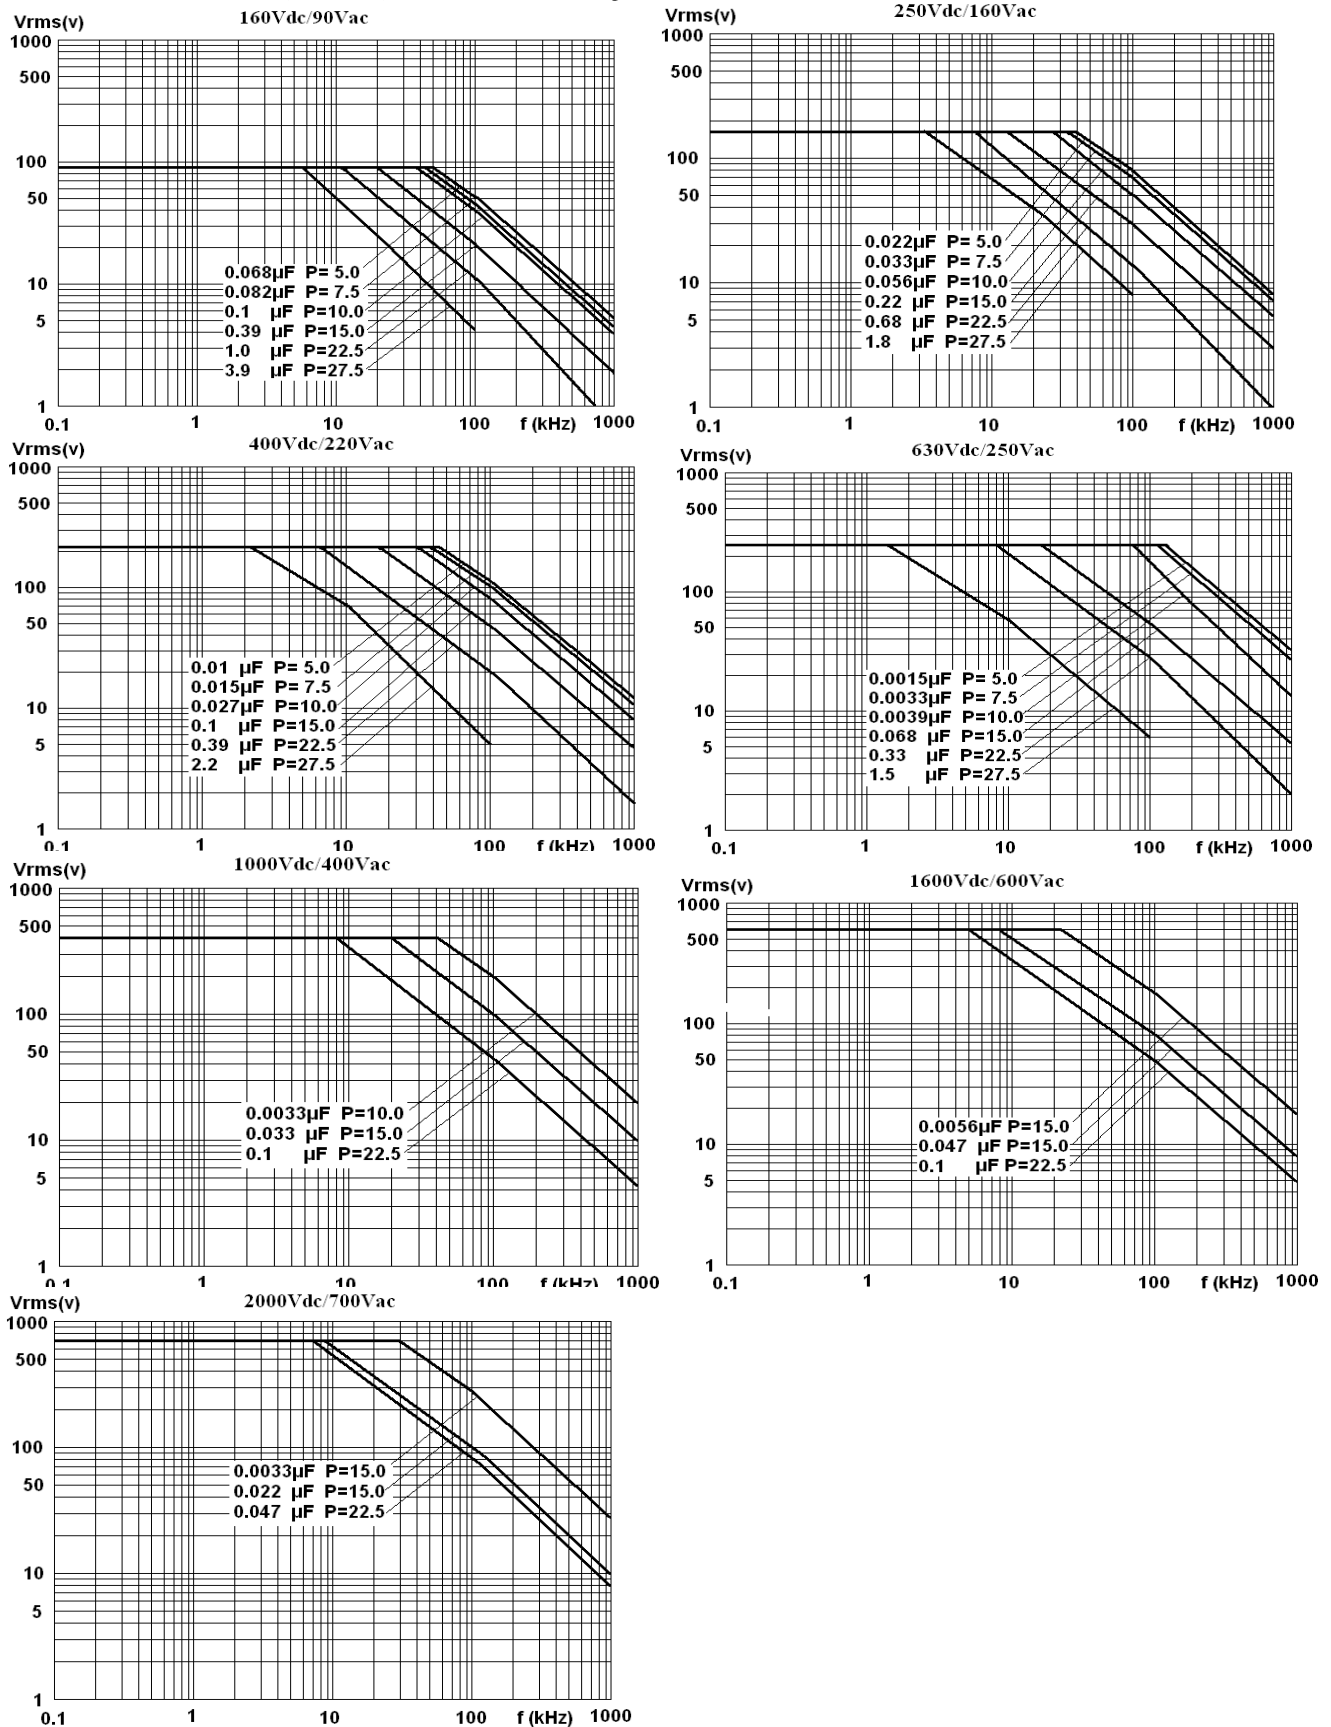 160Vdc/90Vac
Vrms(v)
1000
500
100
50
10
5
1
0.068µF P= 5.0
0.082µF P= 7.5
0.1 µF P=10.0
0.39 µF P=15.0
1.0 µF P=22.5
3.9 µF P=27.5
0.1 1 10 100 f (kHz) 1000
250Vdc/160Vac
Vrms(v)
1000
500
100
50
10
5
1
0.022µF P= 5.0
0.033µF P= 7.5
0.056µF P=10.0
0.22 µF P=15.0
0.68 µF P=22.5
1.8 µF P=27.5
0.1 1 10 100 f (kHz) 1000
400Vdc/220Vac
Vrms(v)
1000
500
100
50
10
5
1
0.01 µF P= 5.0
0.015µF P= 7.5
0.027µF P=10.0
0.1 µF P=15.0
0.39 µF P=22.5
2.2 µF P=27.5
0.1 1 10 100 f (kHz) 1000
630Vdc/250Vac
Vrms(v)
1000
500
100
50
10
5
1
0.0015µF P= 5.0
0.0033µF P= 7.5
0.0039µF P=10.0
0.068 µF P=15.0
0.33 µF P=22.5
1.5 µF P=27.5
0.1 1 10 100 f (kHz) 1000
1000Vdc/400Vac
Vrms(v)
1000
500
100
50
10
5
1
0.0033µF P=10.0
0.033 µF P=15.0
0.1 µF P=22.5
0.1 1 10 100 f (kHz) 1000
1600Vdc/600Vac
Vrms(v)
1000
500
100
50
10
5
1
0.0056µF P=15.0
0.047 µF P=15.0
0.1 µF P=22.5
0.1 1 10 100 f (kHz) 1000
2000Vdc/700Vac
Vrms(v)
1000
500
100
50
10
5
1
0.0033µF P=15.0
0.022 µF P=15.0
0.047 µF P=22.5
0.1 1 10 100 f (kHz) 1000